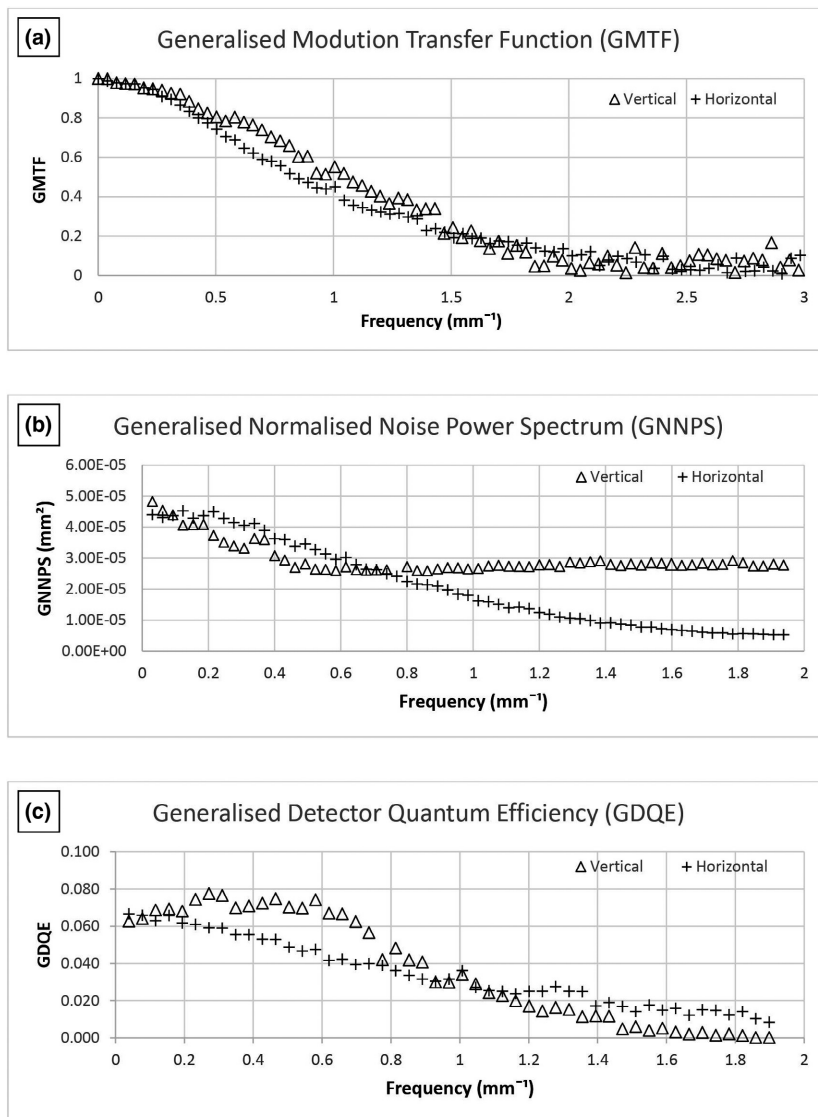 (a)
Generalised Modution Transfer Function (GMTF)
△ Vertical + Horizontal
1
0.8
0.6
0.4
0.2
0
GMTF
0 0.5 1 1.5 2 2.5 3
Frequency (mm⁻¹)
(b)
Generalised Normalised Noise Power Spectrum (GNNPS)
6.00E-05
△ Vertical + Horizontal
5.00E-05
4.00E-05
3.00E-05
2.00E-05
1.00E-05
0.00E+00
GNNPS (mm²)
0 0.2 0.4 0.6 0.8 1 1.2 1.4 1.6 1.8 2
Frequency (mm⁻¹)
(c)
Generalised Detector Quantum Efficiency (GDQE)
0.100
△ Vertical + Horizontal
0.080
0.060
0.040
0.020
0.000
GDQE
0 0.2 0.4 0.6 0.8 1 1.2 1.4 1.6 1.8 2
Frequency (mm⁻¹)